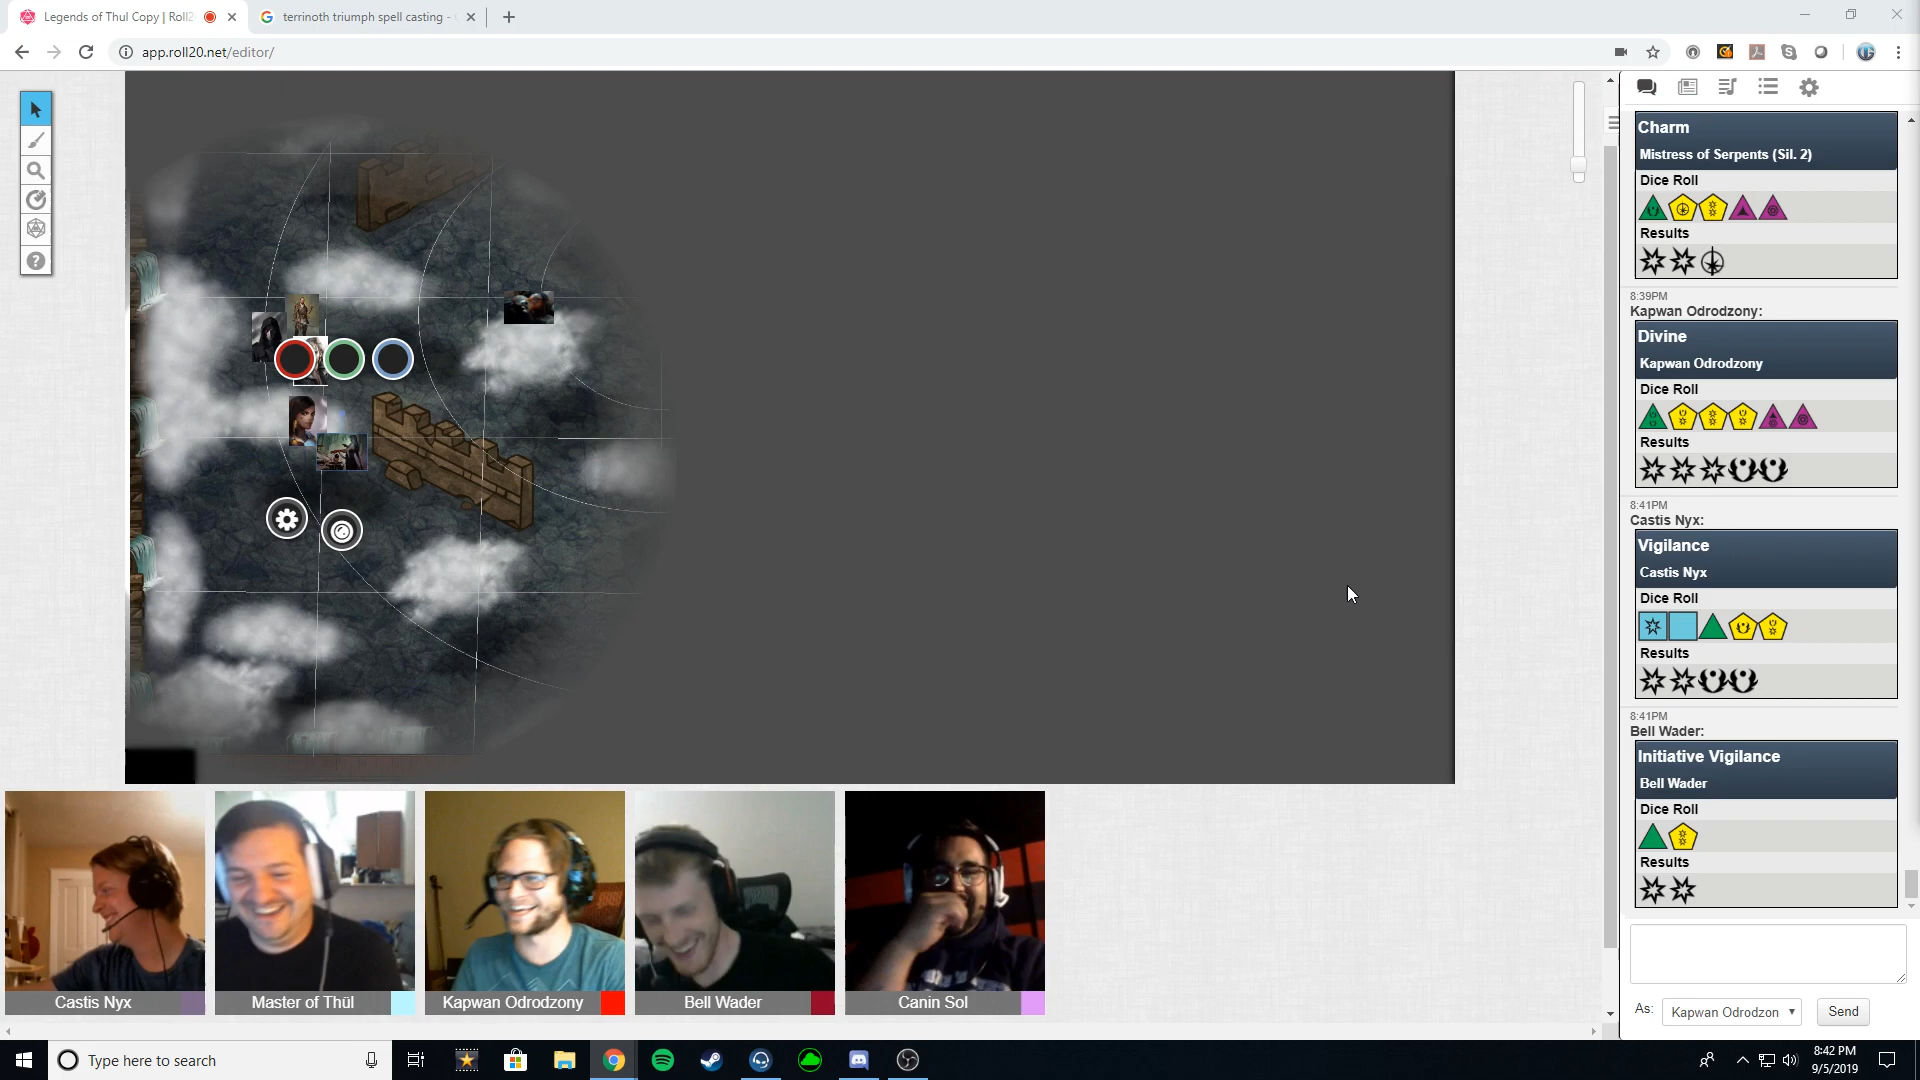 Legends of Thul Copy | Roll2
terrinoth triumph spell casting -
app.roll20.net/editor/
Charm
Mistress of Serpents (Sil. 2)
Dice Roll
Results
8:39PM
Kapwan Odrodzony:
Divine
Kapwan Odrodzony
Dice Roll
Results
8:41PM
Castis Nyx:
Vigilance
Castis Nyx
Dice Roll
Results
8:41PM
Bell Wader:
Initiative Vigilance
Bell Wader
Dice Roll
Results
As:
Kapwan Odrodzon
Send
Castis Nyx
Master of Thül
Kapwan Odrodzony
Bell Wader
Canin Sol
Type here to search
8:42 PM
9/5/2019